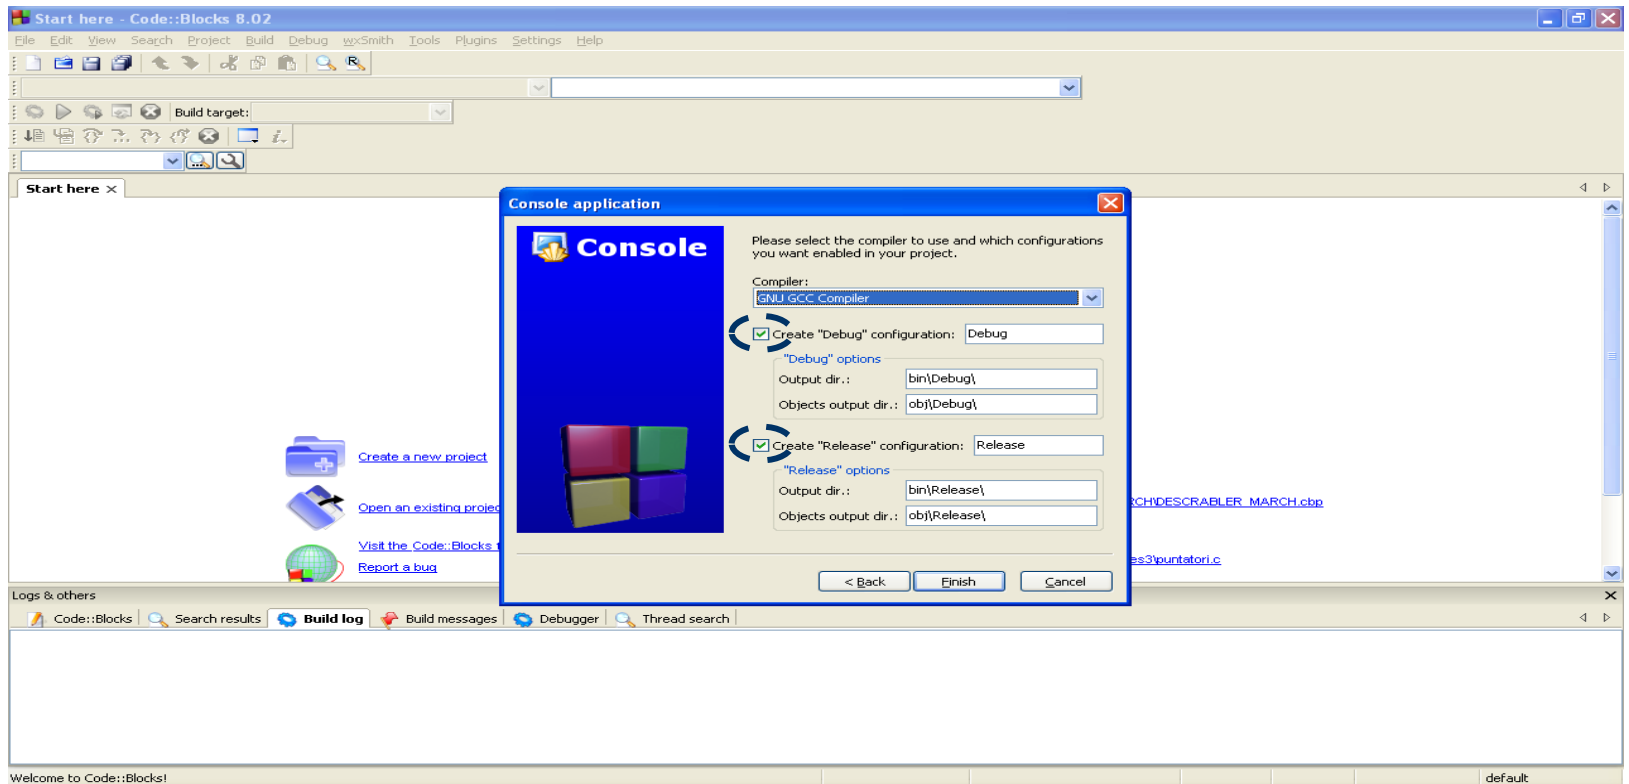 Start here - Code::Blocks 8.02
File Edit View Search Project Build Debug wxSmith Tools Plugins Settings Help
Build target:
Start here
Console application
Console
Please select the compiler to use and which configurations
you want enabled in your project.
Compiler:
GNU GCC Compiler
Create "Debug" configuration: Debug
"Debug" options
Output dir.: bin\Debug\
Objects output dir.: obj\Debug\
Create "Release" configuration: Release
"Release" options
Output dir.: bin\Release\
Objects output dir.: obj\Release\
< Back Finish Cancel
Create a new project
Open an existing projec
RCH\DESCRABLER_MARCH.cbp
Visit the Code::Blocks
Report a bug
es3\puntatori.c
Logs & others
Code::Blocks Search results Build log Build messages Debugger Thread search
Welcome to Code::Blocks!
default